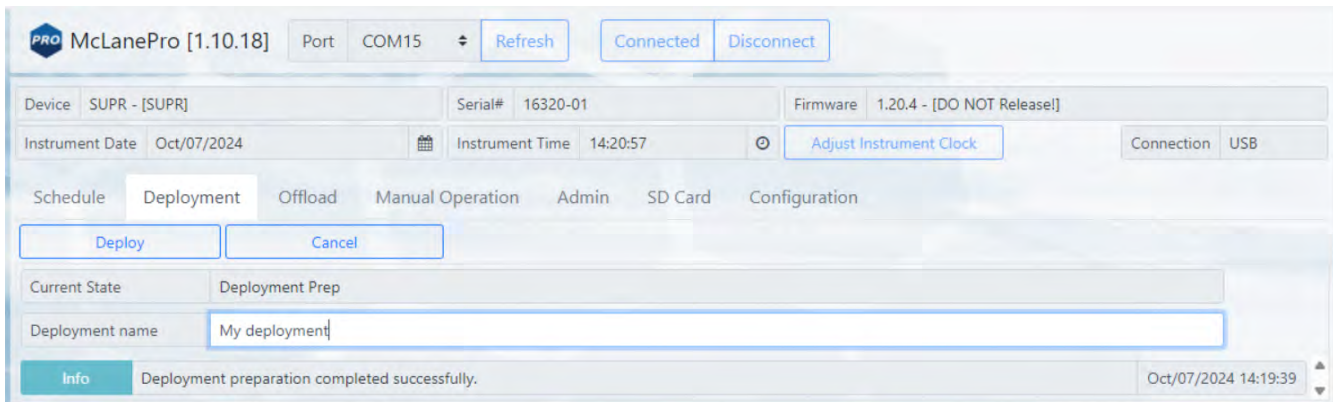 PRO McLanePro [1.10.18] Port COM15 Refresh Connected Disconnect
Device SUPR - [SUPR] Serial# 16320-01 Firmware 1.20.4 - [DO NOT Release!]
Instrument Date Oct/07/2024 Instrument Time 14:20:57 Adjust Instrument Clock Connection USB
Schedule Deployment Offload Manual Operation Admin SD Card Configuration
Deploy Cancel
Current State Deployment Prep
Deployment name My deployment
Info Deployment preparation completed successfully. Oct/07/2024 14:19:39